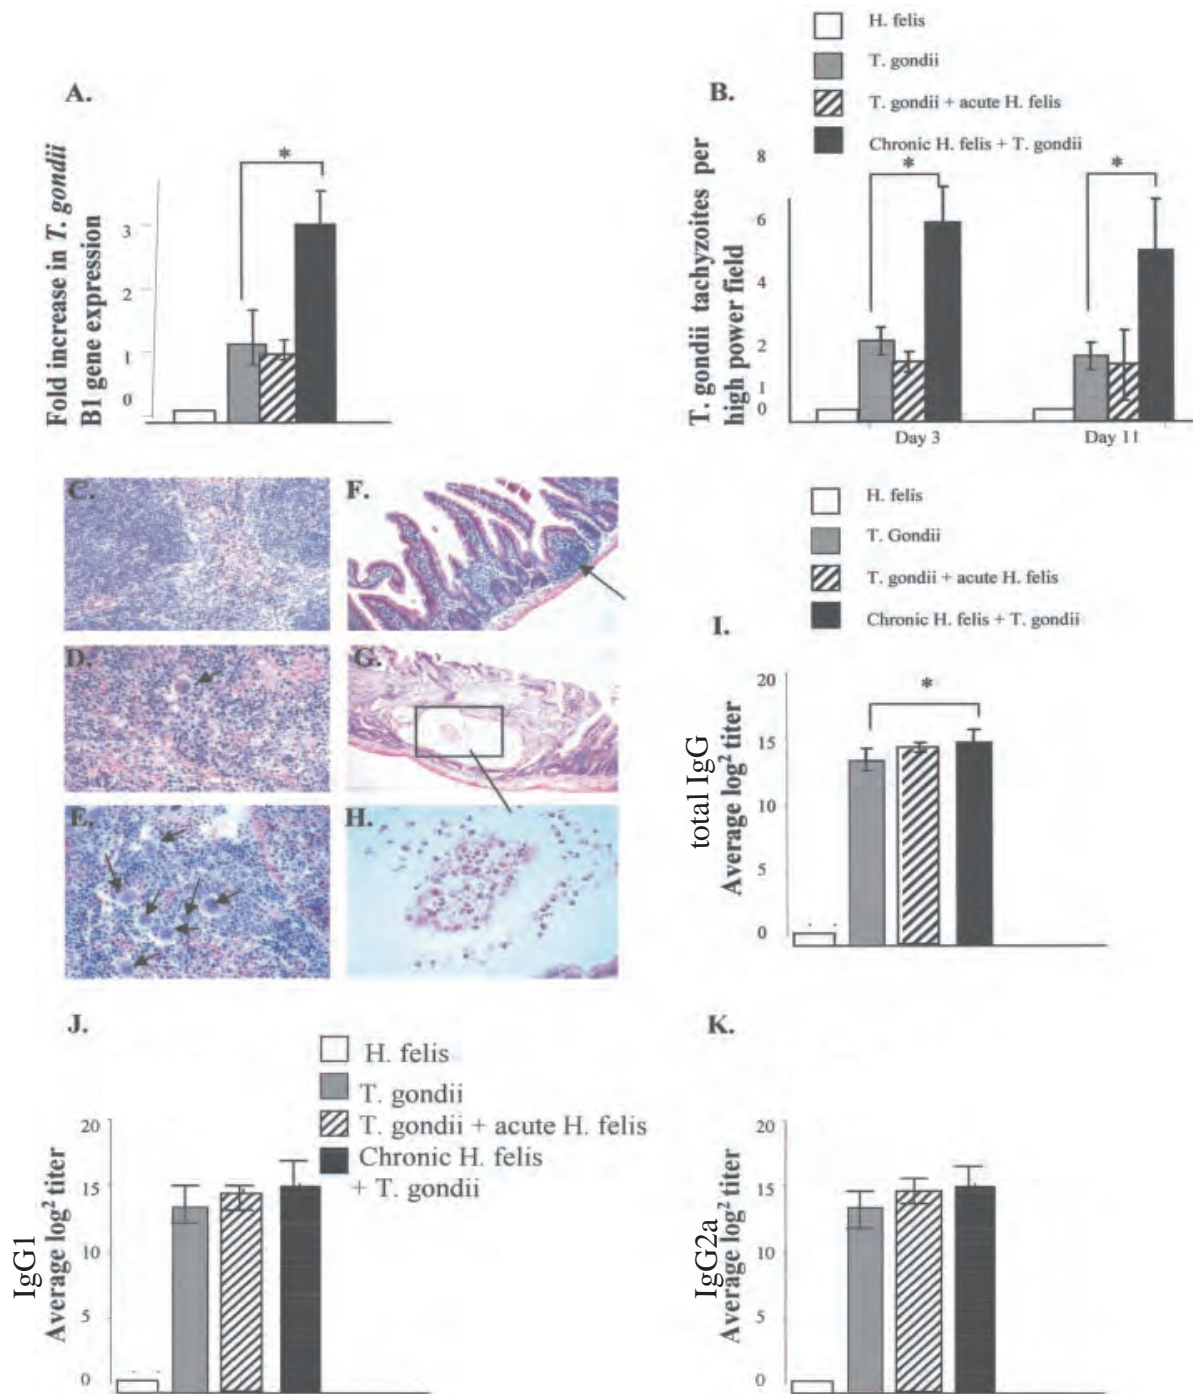 A.
Fold increase in T. gondii
B1 gene expression
3
2
1
0
*
H. felis
T. gondii
T. gondii + acute H. felis
Chronic H. felis + T. gondii
B.
T. gondii tachyzoites per
high power field
8
6
4
2
1
0
*
*
Day 3
Day 11
C.
D.
E.
F.
G.
H.
H. felis
T. Gondii
T. gondii + acute H. felis
Chronic H. felis + T. gondii
I.
total IgG
Average log² titer
20
15
10
5
0
*
J.
H. felis
T. gondii
T. gondii + acute H. felis
Chronic H. felis
+ T. gondii
IgG1
Average log² titer
20
15
10
5
0
K.
IgG2a
Average log² titer
20
15
10
5
0